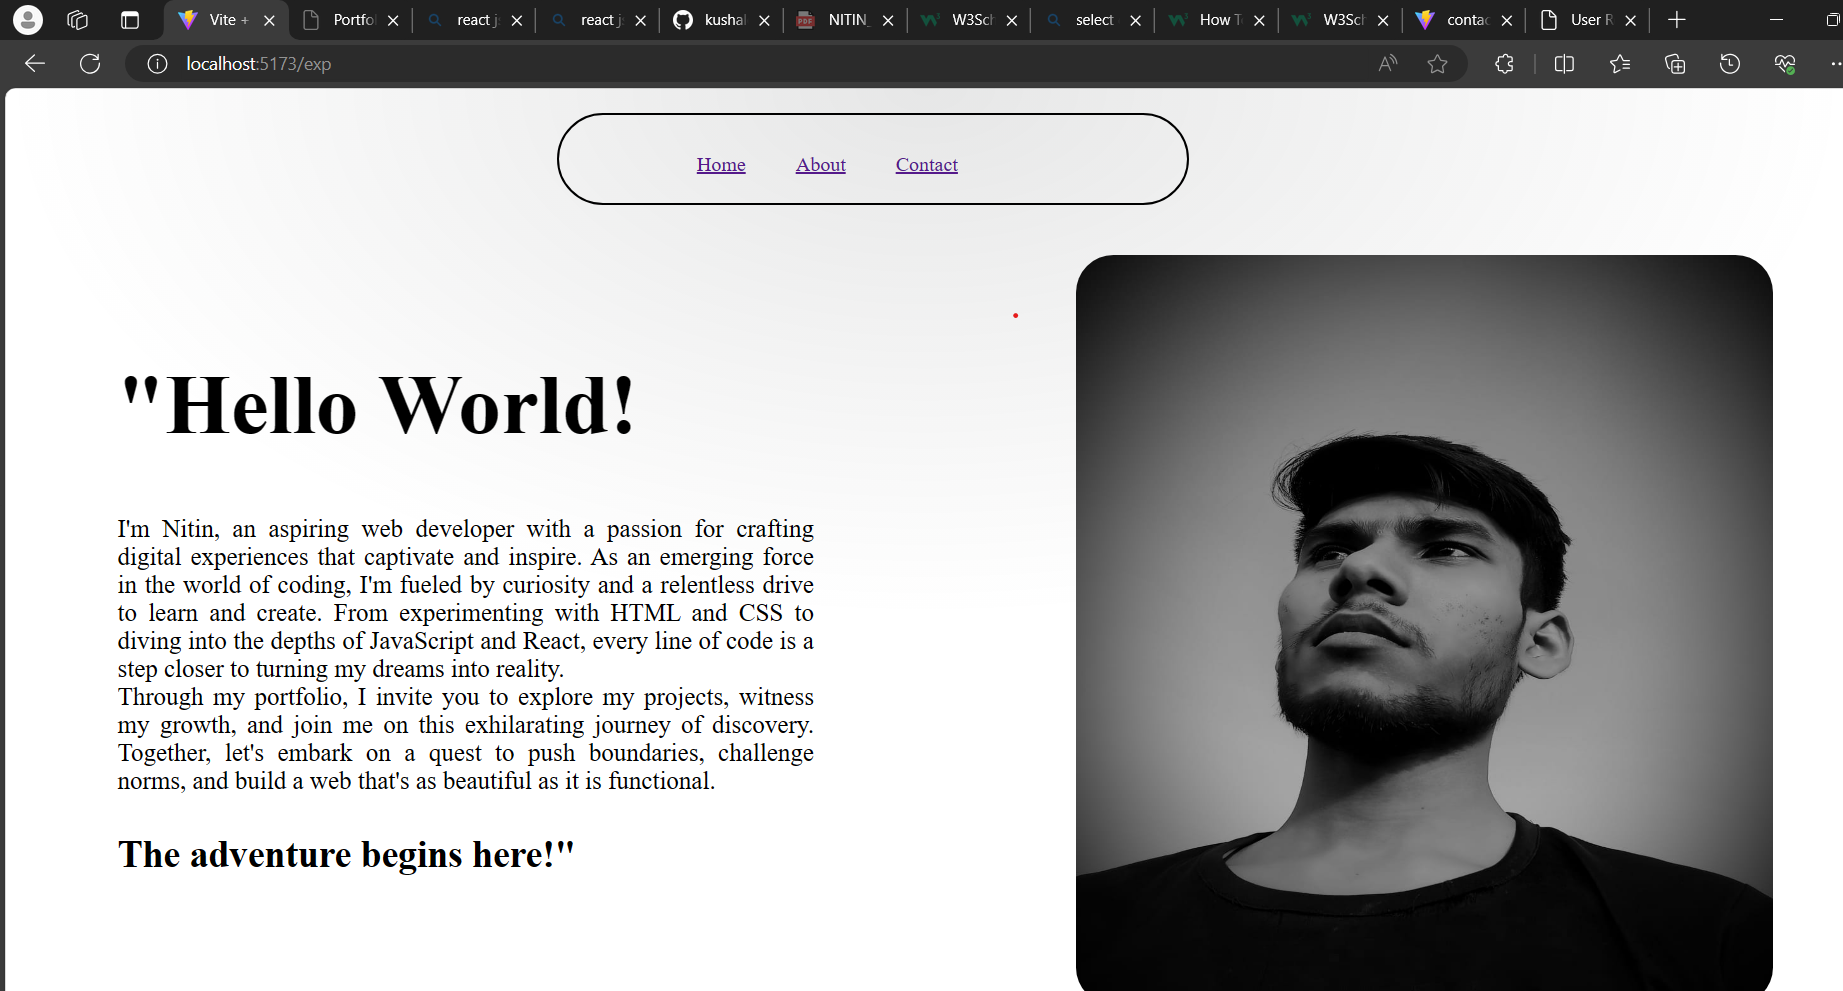 Vite +
Portfol
react js
react js
kushal
NITIN_
W3Sch
select
How To
W3Sch
contac
User R
localhost:5173/exp
Home About Contact
"Hello World!
I'm Nitin, an aspiring web developer with a passion for crafting
digital experiences that captivate and inspire. As an emerging force
in the world of coding, I'm fueled by curiosity and a relentless drive
to learn and create. From experimenting with HTML and CSS to
diving into the depths of JavaScript and React, every line of code is a
step closer to turning my dreams into reality.
Through my portfolio, I invite you to explore my projects, witness
my growth, and join me on this exhilarating journey of discovery.
Together, let's embark on a quest to push boundaries, challenge
norms, and build a web that's as beautiful as it is functional.
The adventure begins here!"